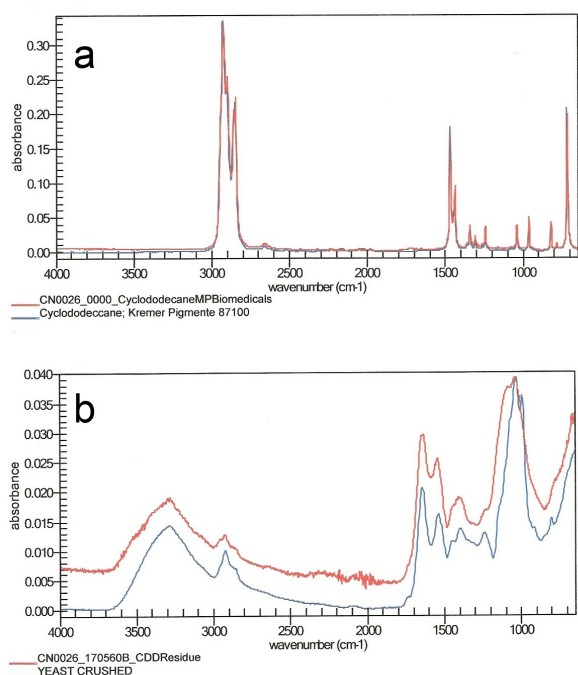 a
0.30
0.25
0.20
0.15
0.10
0.05
0.00
absorbance
4000 3000 2500 2000 1500 1000
wavenumber (cm-1)
CN0026_0000_CyclododecaneMPBiomedicals
Cyclododeccane; Kremer Pigmente 87100
b
0.040
0.035
0.030
0.025
0.020
0.015
0.010
0.005
0.000
absorbance
4000 3000 2500 2000 1500 1000
wavenumber (cm-1)
CN0026_170560B_CDDResidue
YEAST CRUSHED